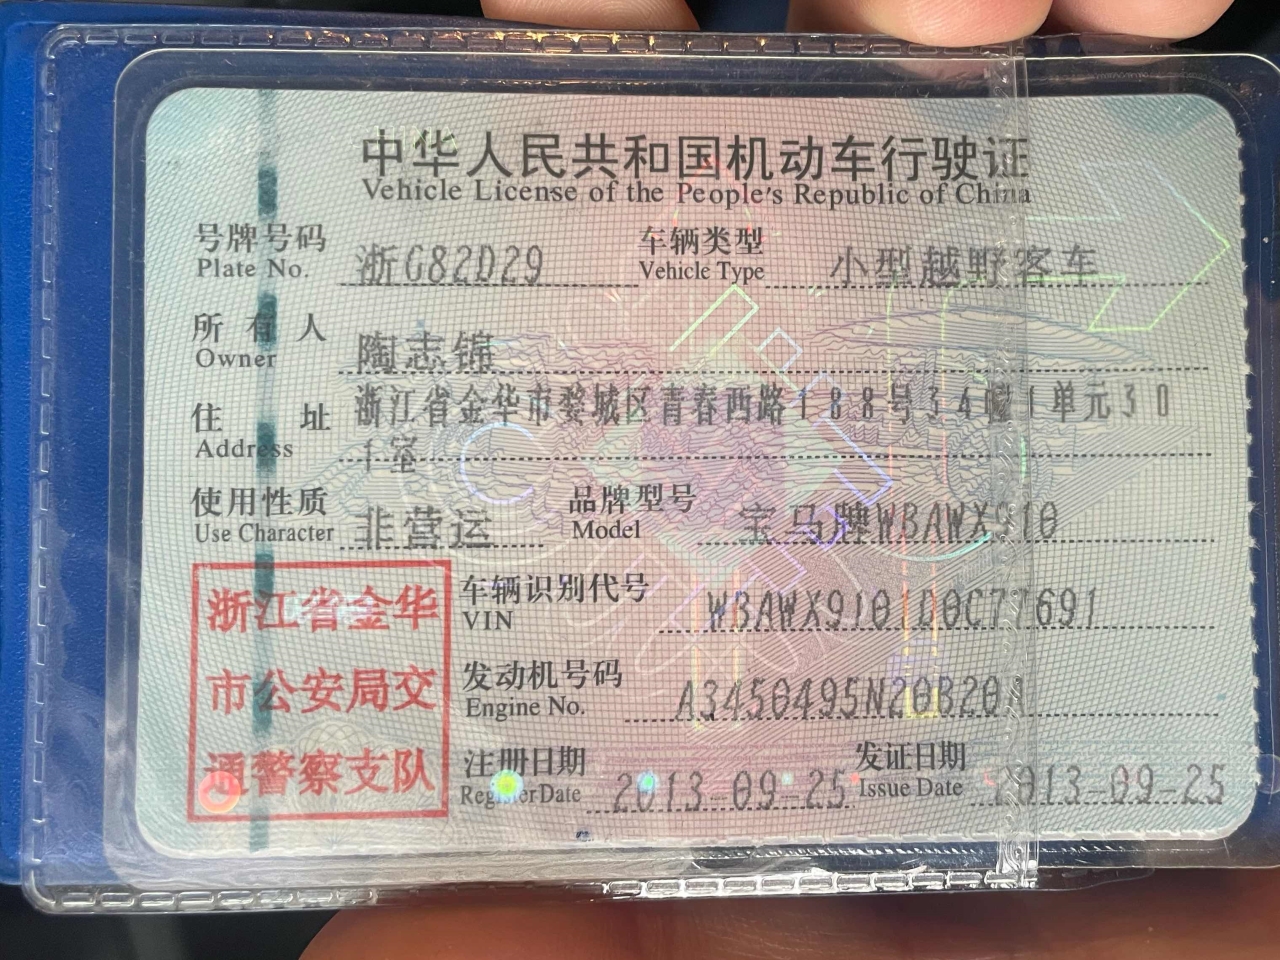 中华人民共和国机动车行驶证
Vehicle License of the People's Republic of China
号牌号码 浙G82D29 车辆类型 小型越野客车
Plate No. Vehicle Type
所有人 陶志锦
Owner
住址 浙江省金华市婺城区青春西路188号34幢1单元30
Address 1室
使用性质 非营运 品牌型号 宝马牌WBAWX910
Use Character Model
浙江省金华 车辆识别代号 WBAWX9101D0C77691
VIN
市公安局交 发动机号码 A3450495N20B20A
Engine No.
通警察支队 注册日期 2013-09-25 发证日期 2013-09-25
Register Date Issue Date